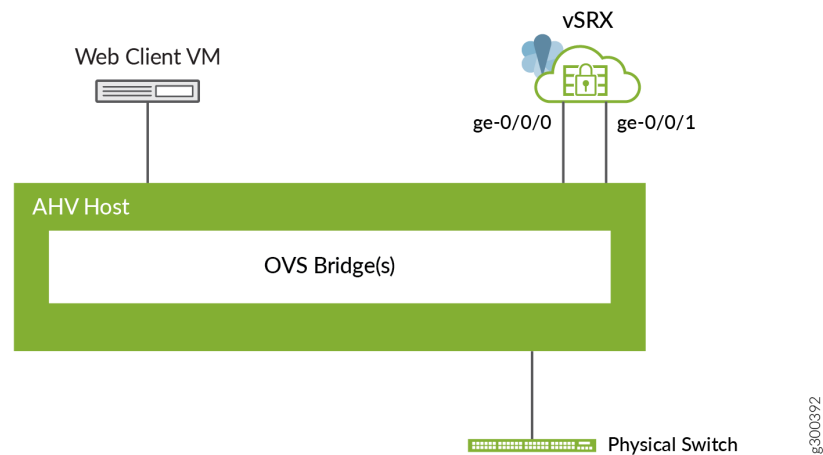 vSRX
Web Client VM
ge-0/0/0
ge-0/0/1
AHV Host
OVS Bridge(s)
Physical Switch
g300392